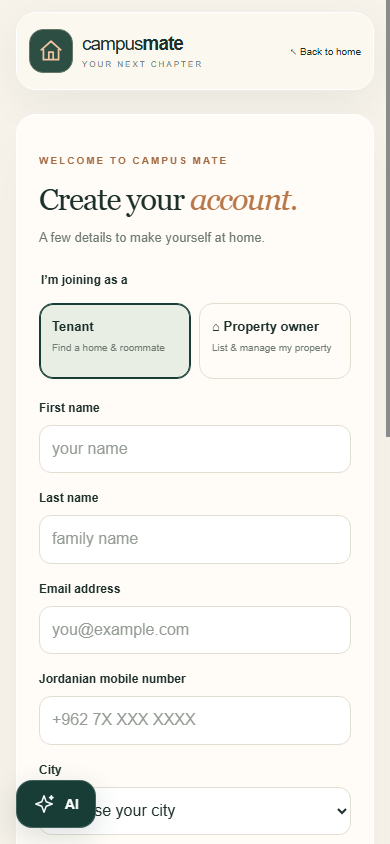 campusmate
YOUR NEXT CHAPTER
↖ Back to home
WELCOME TO CAMPUS MATE
Create your account.
A few details to make yourself at home.
I'm joining as a
Tenant
Find a home & roommate
⌂ Property owner
List & manage my property
First name
your name
Last name
family name
Email address
you@example.com
Jordanian mobile number
+962 7X XXX XXXX
City
se your city
AI